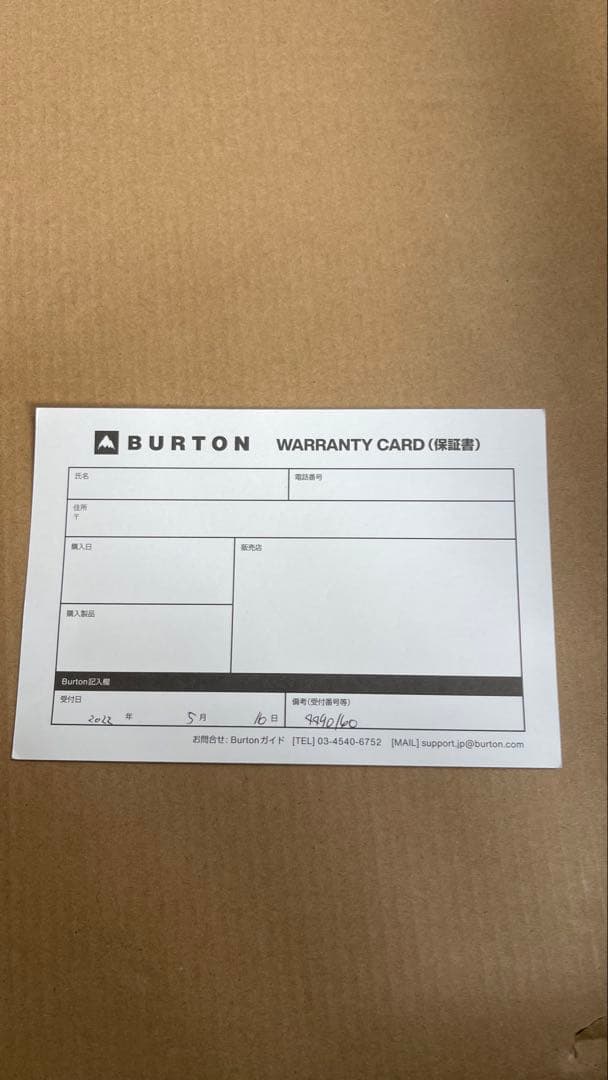 BURTON WARRANTY CARD(保証書)
氏名 電話番号
住所
〒
購入日 販売店
購入製品
Burton記入欄
受付日 備考(受付番号等)
2022 年 5 月 16 日 4490160
お問合せ: Burtonガイド [TEL] 03-4540-6752 [MAIL] support.jp@burton.com